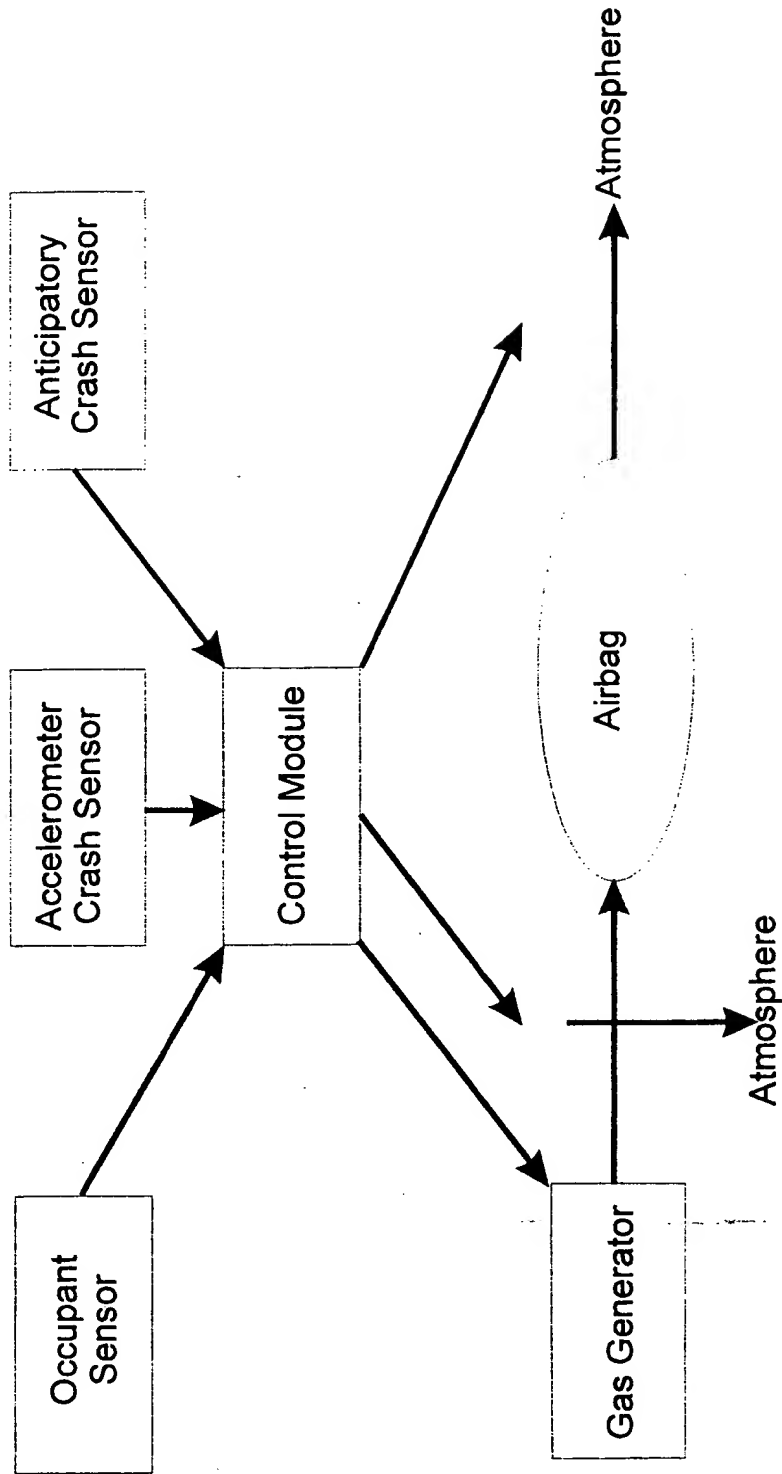 Occupant
Sensor
Accelerometer
Crash Sensor
Anticipatory
Crash Sensor
Control Module
Gas Generator
Airbag
Atmosphere
Atmosphere